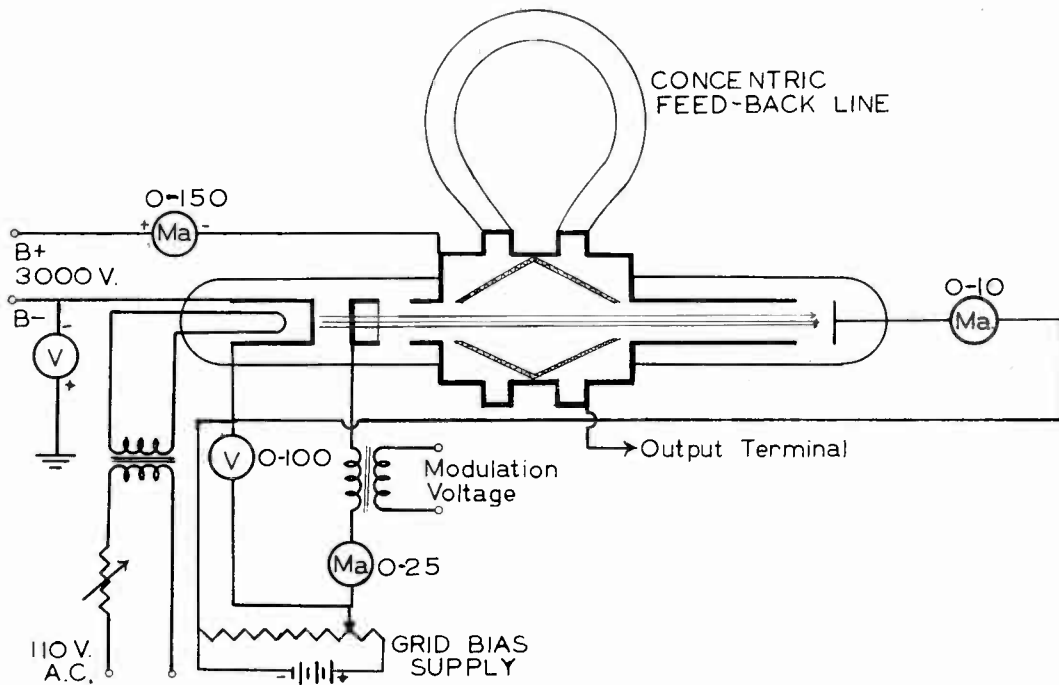 CONCENTRIC
FEED-BACK LINE
0-150
+ Ma -
B+
3000 V.
B-
-
V
+
0-10
Ma
V 0-100
Modulation
Voltage
Output Terminal
Ma 0-25
110 V.
A.C.
GRID BIAS
SUPPLY
- +